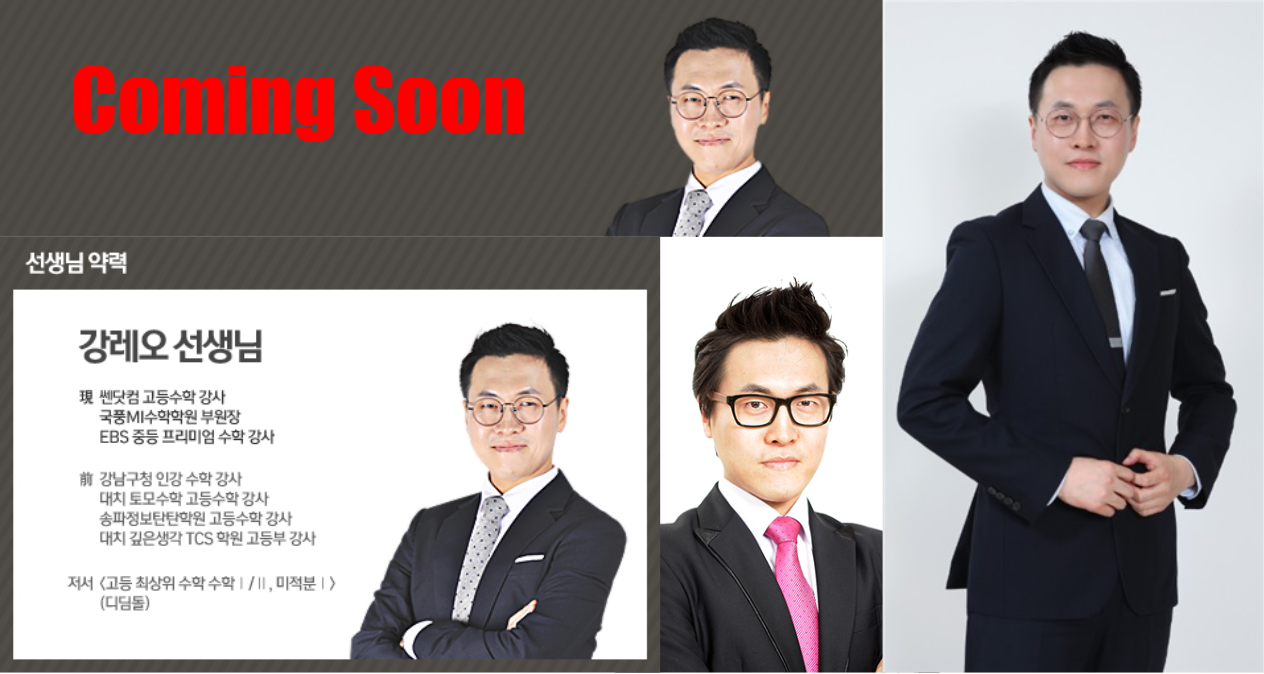 Coming Soon
선생님 약력
강레오 선생님
現 쎈닷컴 고등수학 강사
국풍MI수학학원 부원장
EBS 중등 프리미엄 수학 강사
前 강남구청 인강 수학 강사
대치 토모수학 고등수학 강사
송파정보탄탄학원 고등수학 강사
대치 깊은생각 TCS 학원 고등부 강사
저서 <고등 최상위 수학 수학Ⅰ/Ⅱ, 미적분Ⅰ>
(디딤돌)